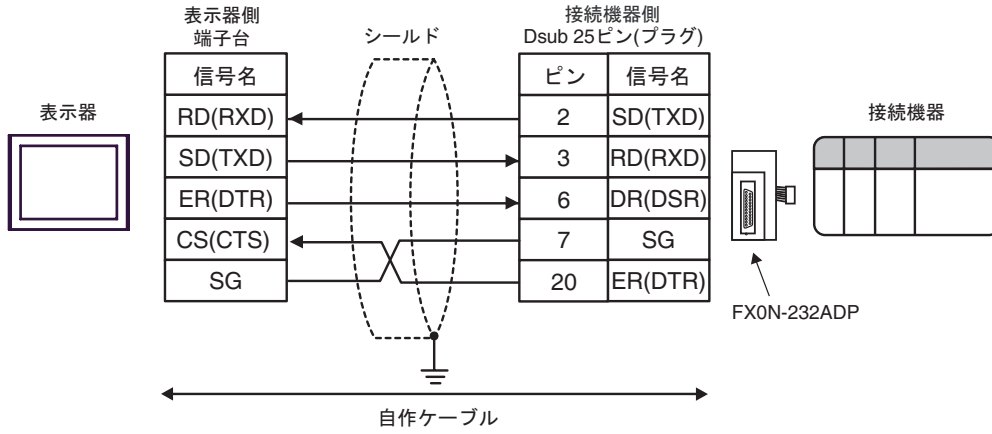 表示器側
端子台
シールド
接続機器側
Dsub 25ピン(プラグ)
信号名
ピン 信号名
表示器
接続機器
RD(RXD) 2 SD(TXD)
SD(TXD) 3 RD(RXD)
ER(DTR) 6 DR(DSR)
CS(CTS) 7 SG
SG 20 ER(DTR)
FX0N-232ADP
自作ケーブル